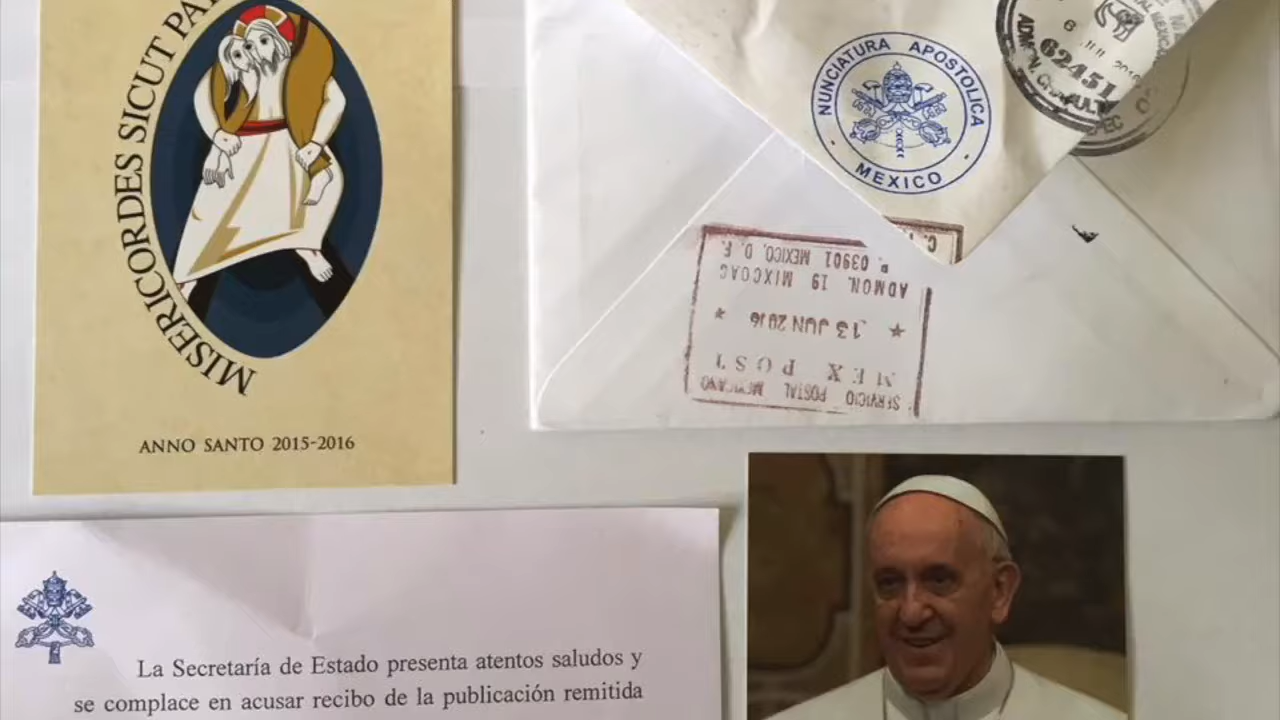 MISERICORDES SICUT PA
ANNO SANTO 2015-2016
NUNCIATURA APOSTOLICA
MEXICO
62451
SERVICIO POSTAL MEXICANO
MEX POST
★ 13 JUN 2016 ★
ADMON. 19 MIXCOAC
03901 MEXICO, D. F.
La Secretaría de Estado presenta atentos saludos y
se complace en acusar recibo de la publicación remitida